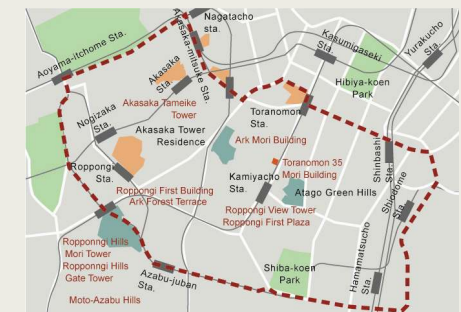 Nagatacho
sta.
Akasaka-mitsuke Sta.
Kasumigaseki
Sta.
Yurakucho
Sta.
Aoyama-itchome Sta.
Akasaka
Sta.
Hibiya-koen
Park
Nogizaka
Sta.
Akasaka Tameike
Tower
Toranomon
Sta.
Akasaka Tower
Residence
Ark Mori Building
Shinbashi
Sta.
Roppongi
Sta.
Toranomon 35
Mori Building
Kamiyacho
Sta.
Atago Green Hills
Shiodome
Sta.
Roppongi First Building
Ark Forest Terrace
Roppongi View Tower
Roppongi First Plaza
Roppongi Hills
Mori Tower
Roppongi Hills
Gate Tower
Azabu-juban
Sta.
Shiba-koen
Park
Hamamatsucho
Sta.
Moto-Azabu Hills